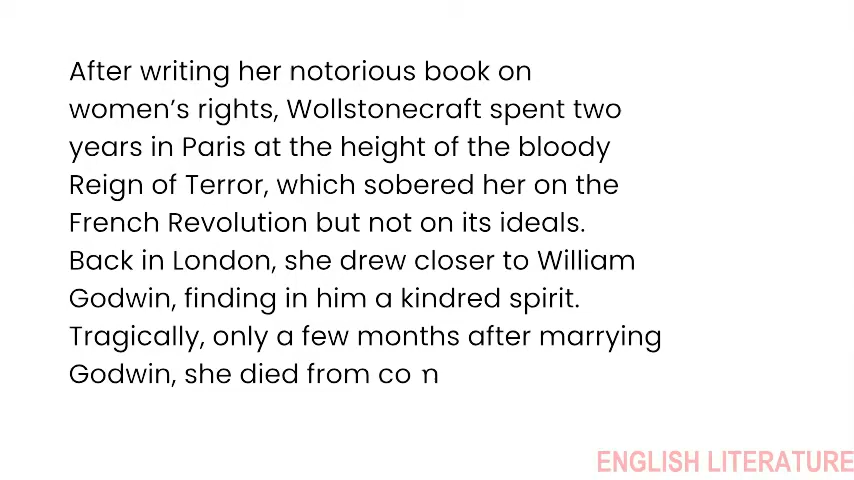 After writing her notorious book on
women’s rights, Wollstonecraft spent two
years in Paris at the height of the bloody
Reign of Terror, which sobered her on the
French Revolution but not on its ideals.
Back in London, she drew closer to William
Godwin, finding in him a kindred spirit.
Tragically, only a few months after marrying
Godwin, she died from co n
ENGLISH LITERATURE